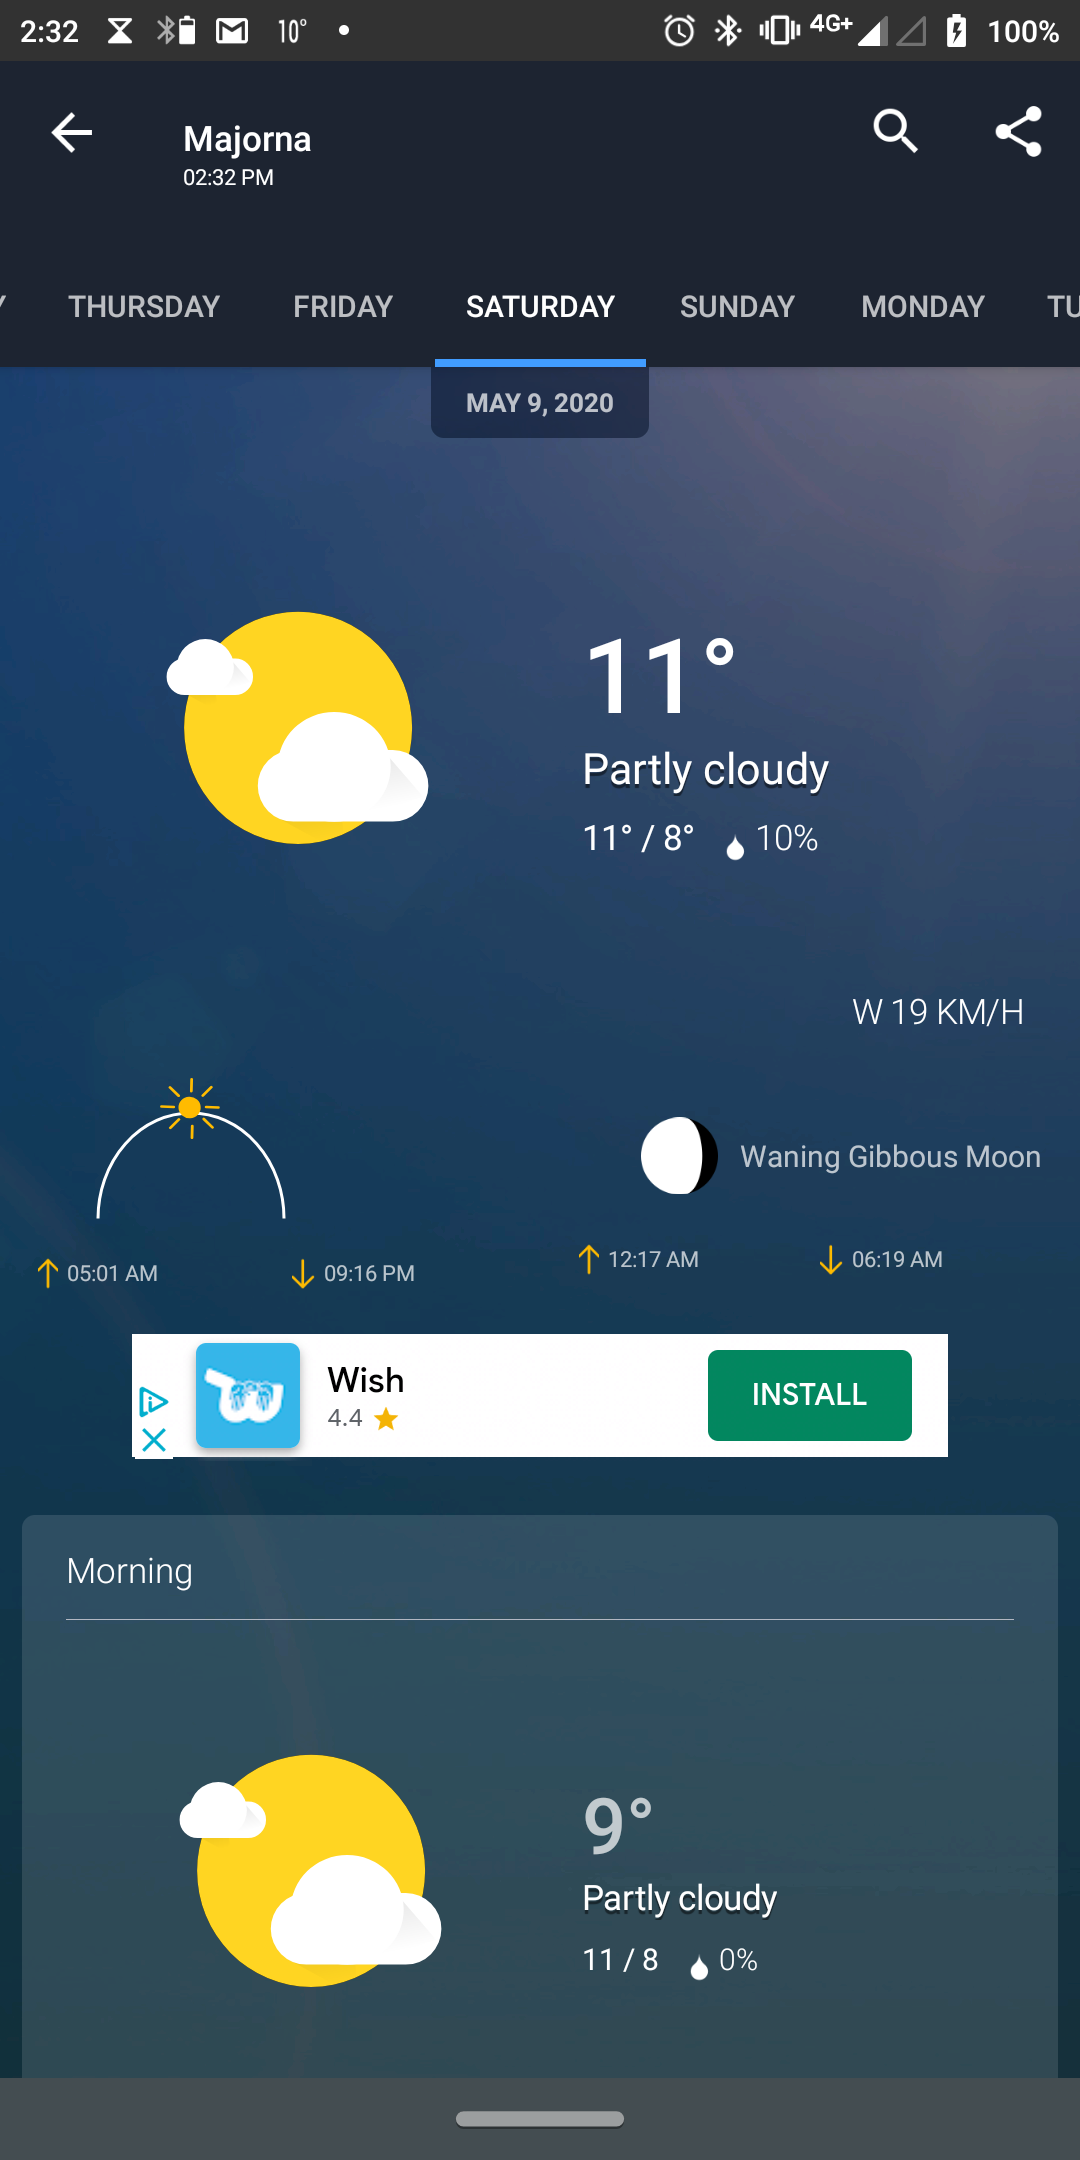 2:32
10°
4G+
100%
Majorna
02:32 PM
THURSDAY
FRIDAY
SATURDAY
SUNDAY
MONDAY
TU
MAY 9, 2020
11°
Partly cloudy
11° / 8° 10%
W 19 KM/H
Waning Gibbous Moon
05:01 AM
09:16 PM
12:17 AM
06:19 AM
Wish
4.4
INSTALL
Morning
9°
Partly cloudy
11 / 8 0%